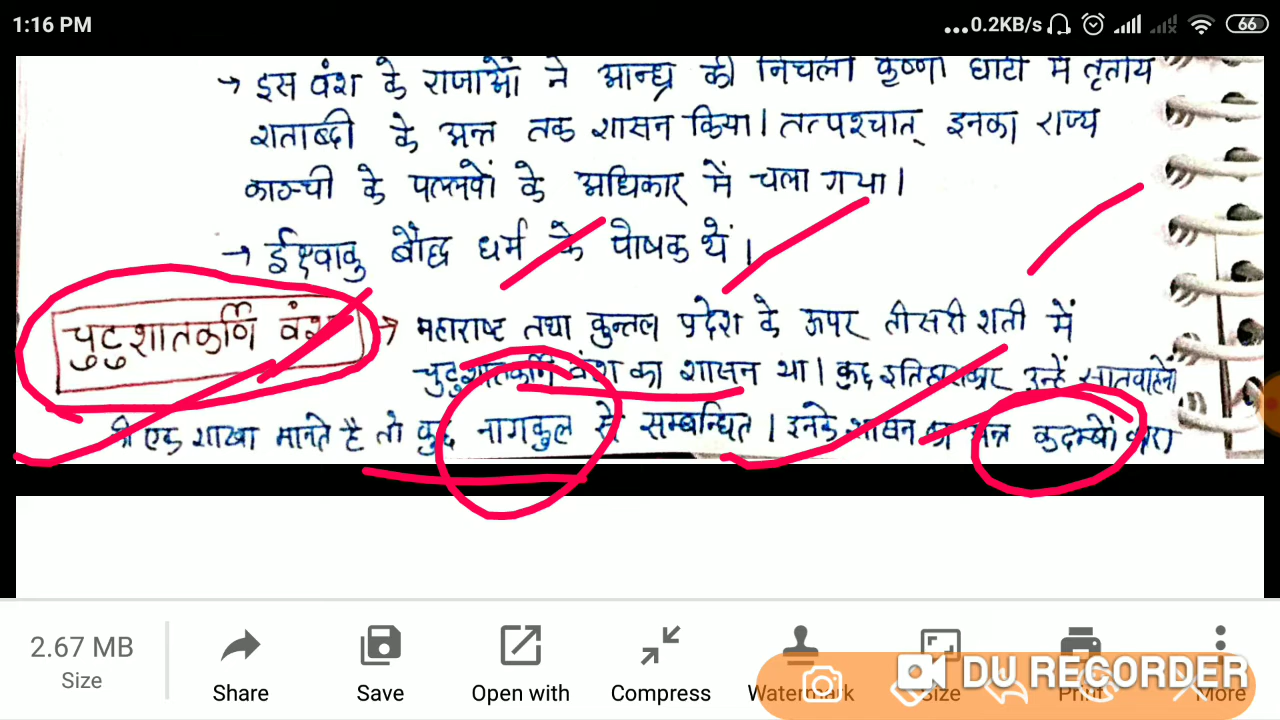 1:16 PM
...0.2KB/s 66
→ इस वंश के राजाओं ने आन्ध्र की निचली कृष्णा घाटी में तृतीय
शताब्दी के अन्त तक शासन किया। तत्पश्चात् इनका राज्य
काञ्ची के पल्लवों के अधिकार में चला गया।
→ ईक्ष्वाकु बौद्ध धर्म के पोषक थें।
चुटुशातकर्णि वंश → महाराष्ट तथा कुन्तल प्रदेश के ऊपर तीसरी शती में
चुटुशातकर्णि वंश का शासन था। कुछ इतिहासकार उन्हें सातवाहनों
की एक शाखा मानते है तो कुछ नागकुल से सम्बन्धित। इनके शासन का अन्त कदम्बों द्वारा
2.67 MB
Size
Share
Save
Open with
Compress
Watermark
Size
Print
More
DU RECORDER